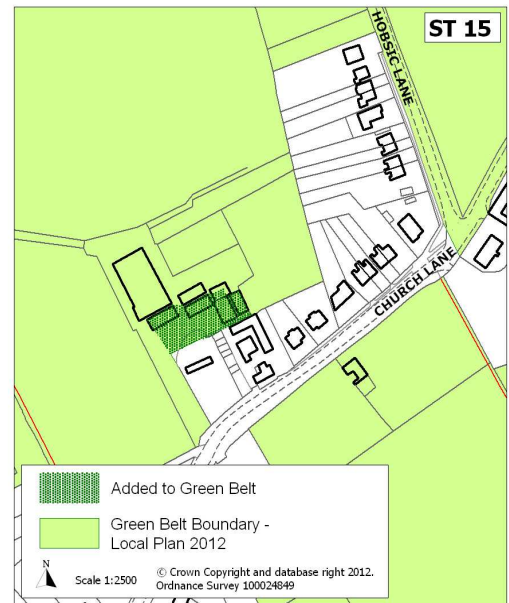 ST 15
HOBSIC LANE
CHURCH LANE
Added to Green Belt
Green Belt Boundary -
Local Plan 2012
N
Scale 1:2500
© Crown Copyright and database right 2012.
Ordnance Survey 100024849